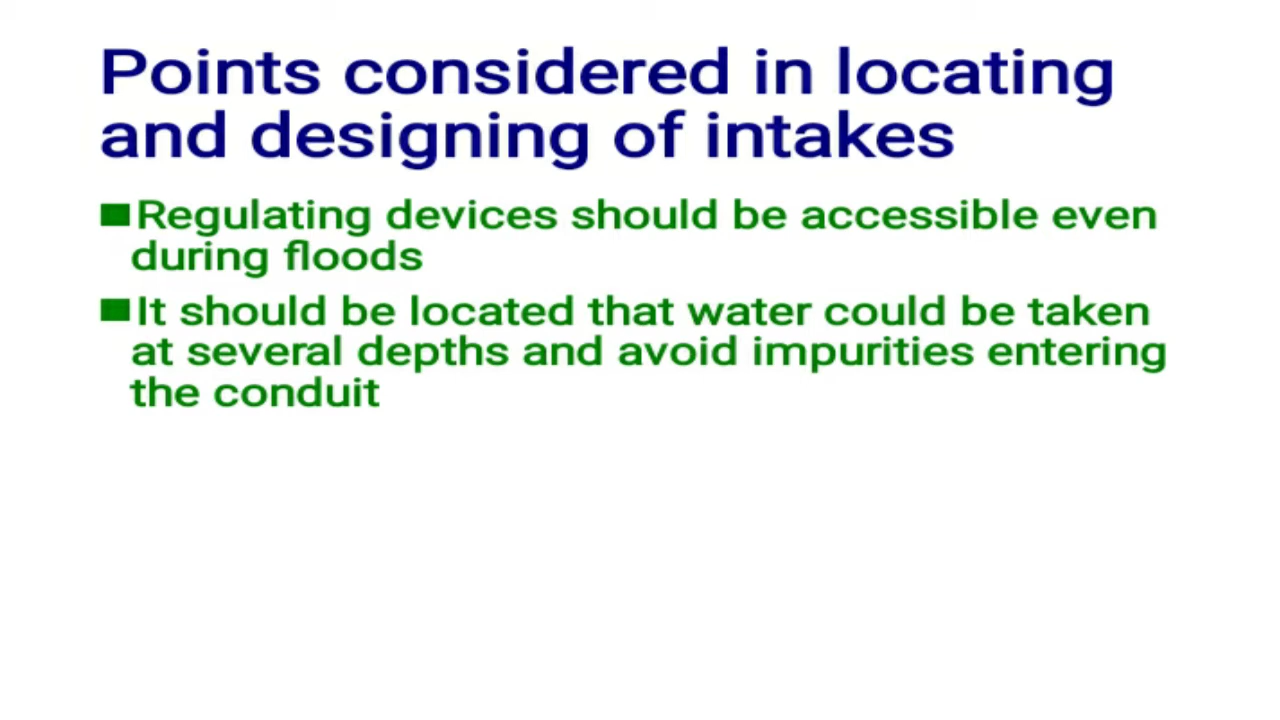 Points considered in locating
and designing of intakes
Regulating devices should be accessible even
during floods
It should be located that water could be taken
at several depths and avoid impurities entering
the conduit